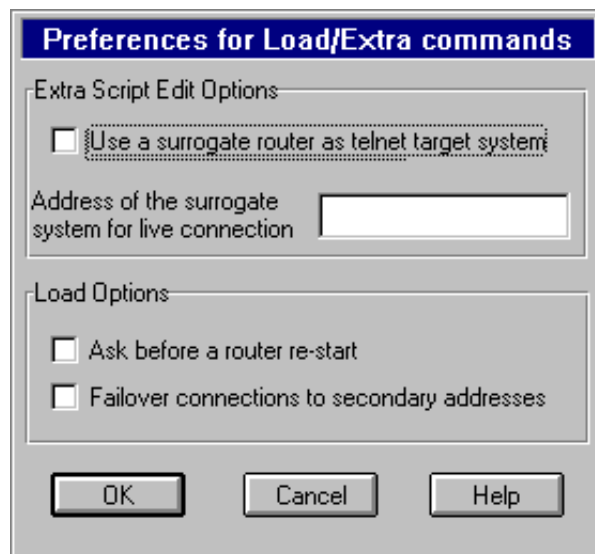 Preferences for Load/Extra commands
Extra Script Edit Options
Use a surrogate router as telnet target system
Address of the surrogate
system for live connection
Load Options
Ask before a router re-start
Failover connections to secondary addresses
OK Cancel Help